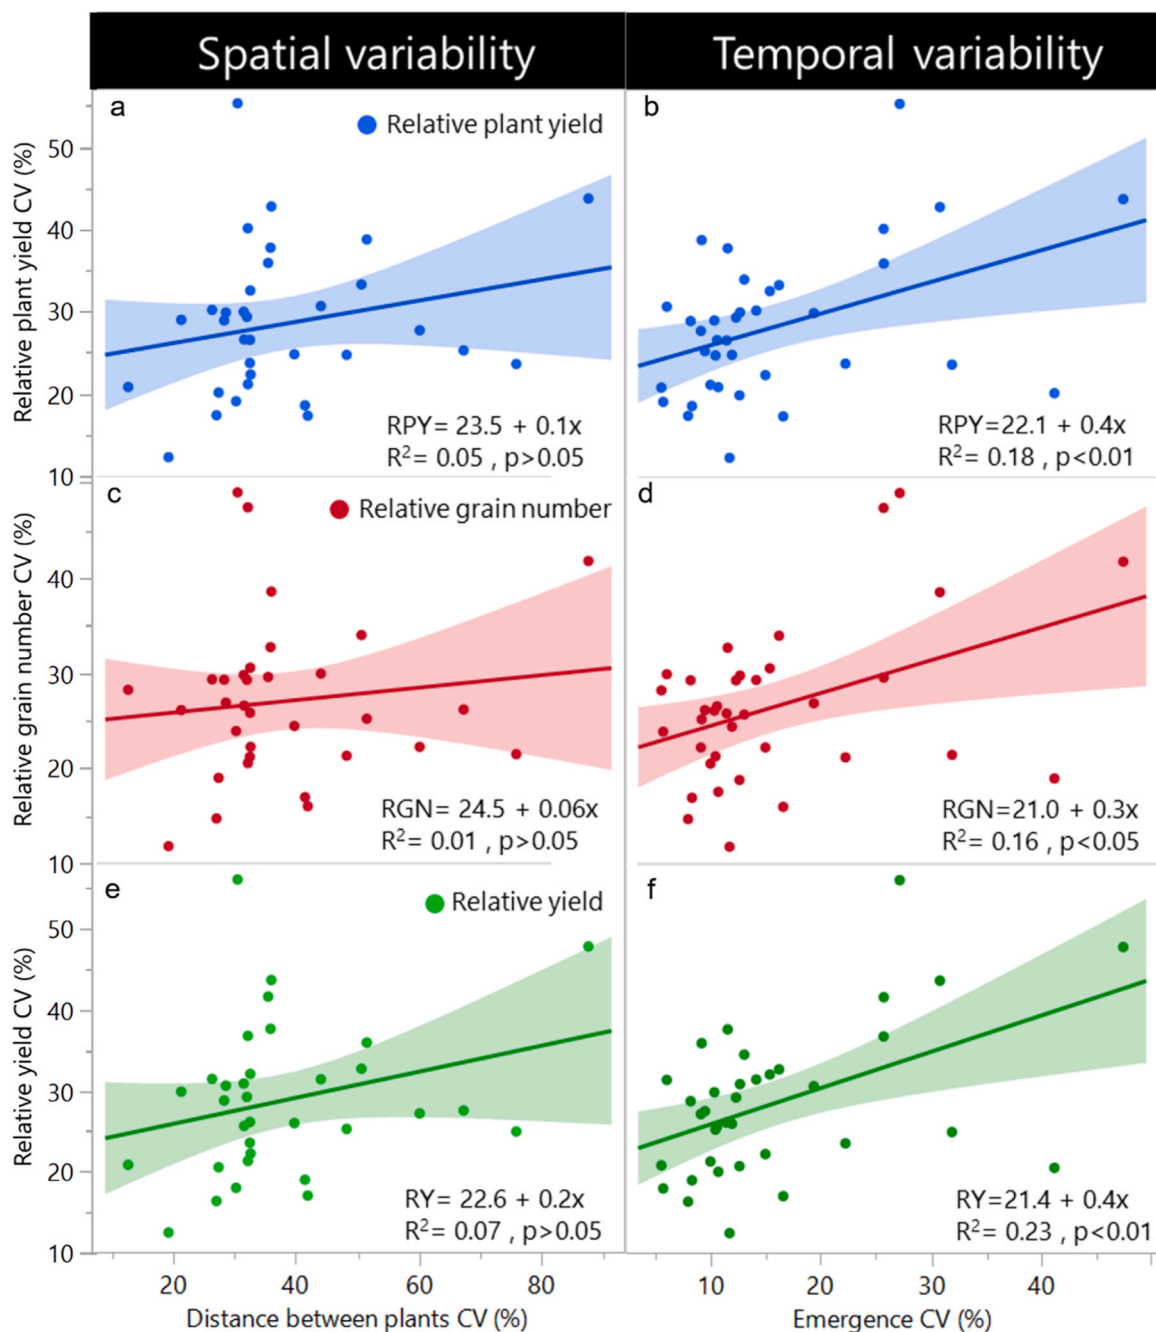 Spatial variability
Temporal variability
a
Relative plant yield
b
Relative plant yield CV (%)
50
40
30
20
10
RPY= 23.5 + 0.1x
R²= 0.05 , p>0.05
RPY=22.1 + 0.4x
R²= 0.18 , p<0.01
c
Relative grain number
d
Relative grain number CV (%)
40
30
20
10
RGN= 24.5 + 0.06x
R²= 0.01 , p>0.05
RGN=21.0 + 0.3x
R²= 0.16 , p<0.05
e
Relative yield
f
Relative yield CV (%)
50
40
30
20
10
RY= 22.6 + 0.2x
R²= 0.07 , p>0.05
RY=21.4 + 0.4x
R²= 0.23 , p<0.01
20 40 60 80
10 20 30 40
Distance between plants CV (%)
Emergence CV (%)